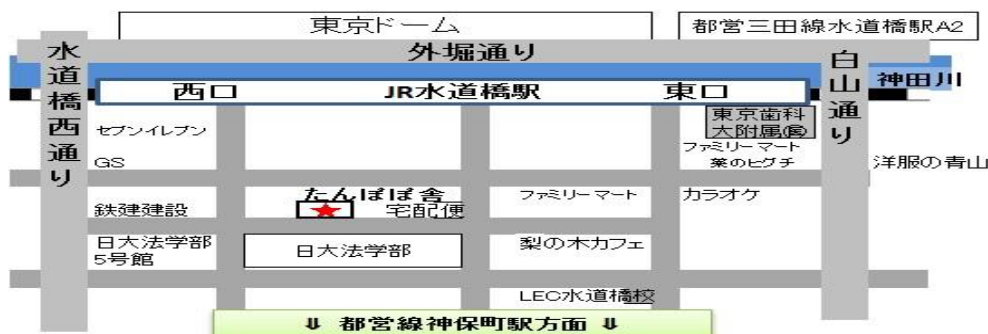 東京ドーム
都営三田線水道橋駅A2
外堀通り
水道橋西通り
白山通り
神田川
西口
JR水道橋駅
東口
セブンイレブン
東京歯科
大附属㊩
GS
ファミリーマート
薬のヒグチ
洋服の青山
たんぽぽ舎
ファミリーマート
カラオケ
鉄建建設
宅配便
日大法学部
5号館
日大法学部
梨の木カフェ
LEC水道橋校
⇓ 都営線神保町駅方面 ⇓